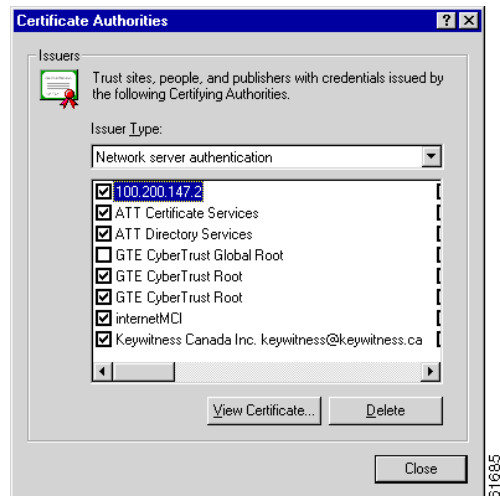 Certificate Authorities
Issuers
Trust sites, people, and publishers with credentials issued by
the following Certifying Authorities.
Issuer Type:
Network server authentication
100.200.147.2
ATT Certificate Services
ATT Directory Services
GTE CyberTrust Global Root
GTE CyberTrust Root
GTE CyberTrust Root
internetMCI
Keywitness Canada Inc. keywitness@keywitness.ca
View Certificate...
Delete
Close
61685